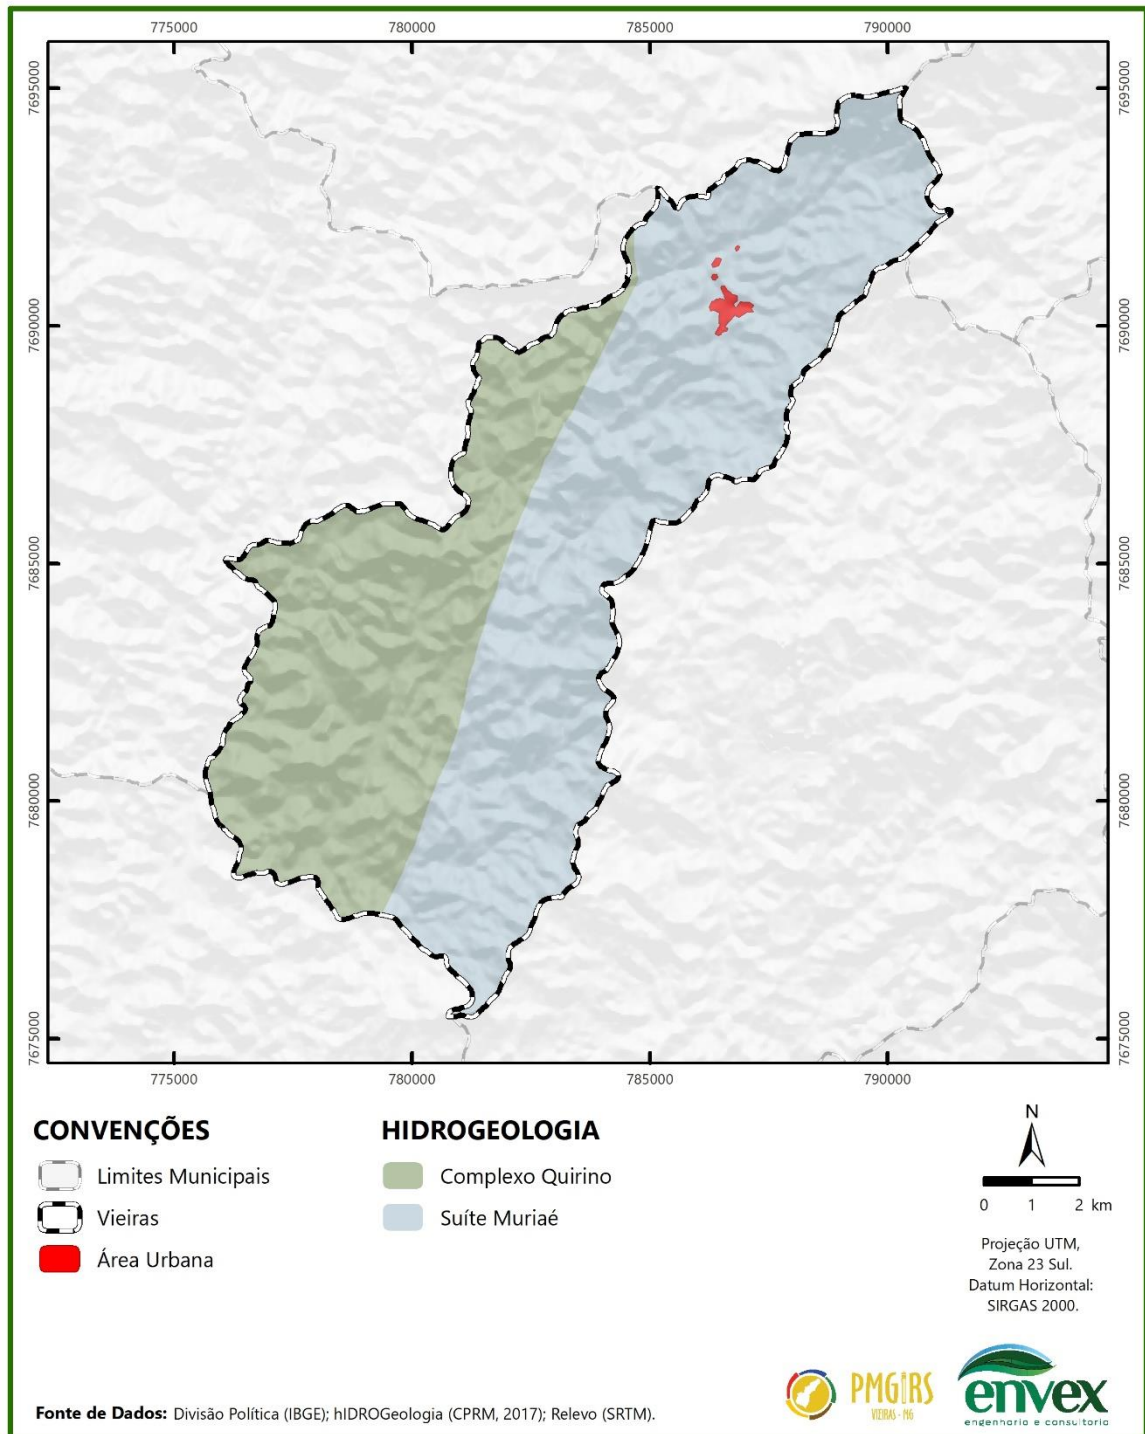 775000 780000 785000 790000
7695000 7695000
7690000 7690000
7685000 7685000
7680000 7680000
7675000 7675000
775000 780000 785000 790000
CONVENÇÕES
Limites Municipais
Vieiras
Área Urbana
HIDROGEOLOGIA
Complexo Quirino
Suíte Muriaé
N
0 1 2 km
Projeção UTM,
Zona 23 Sul.
Datum Horizontal:
SIRGAS 2000.
PMGIRS
VIEIRAS - MG
envex
engenharia e consultoria
Fonte de Dados: Divisão Política (IBGE); hIDROGeologia (CPRM, 2017); Relevo (SRTM).